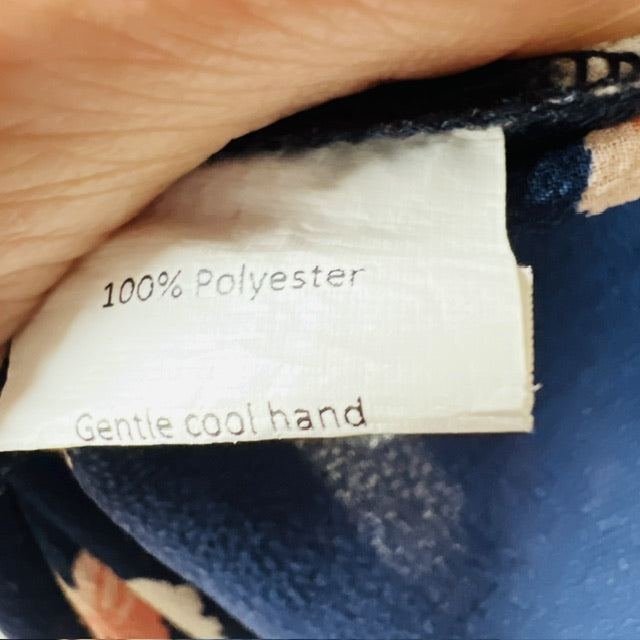 100% Polyester
Gentle cool hand